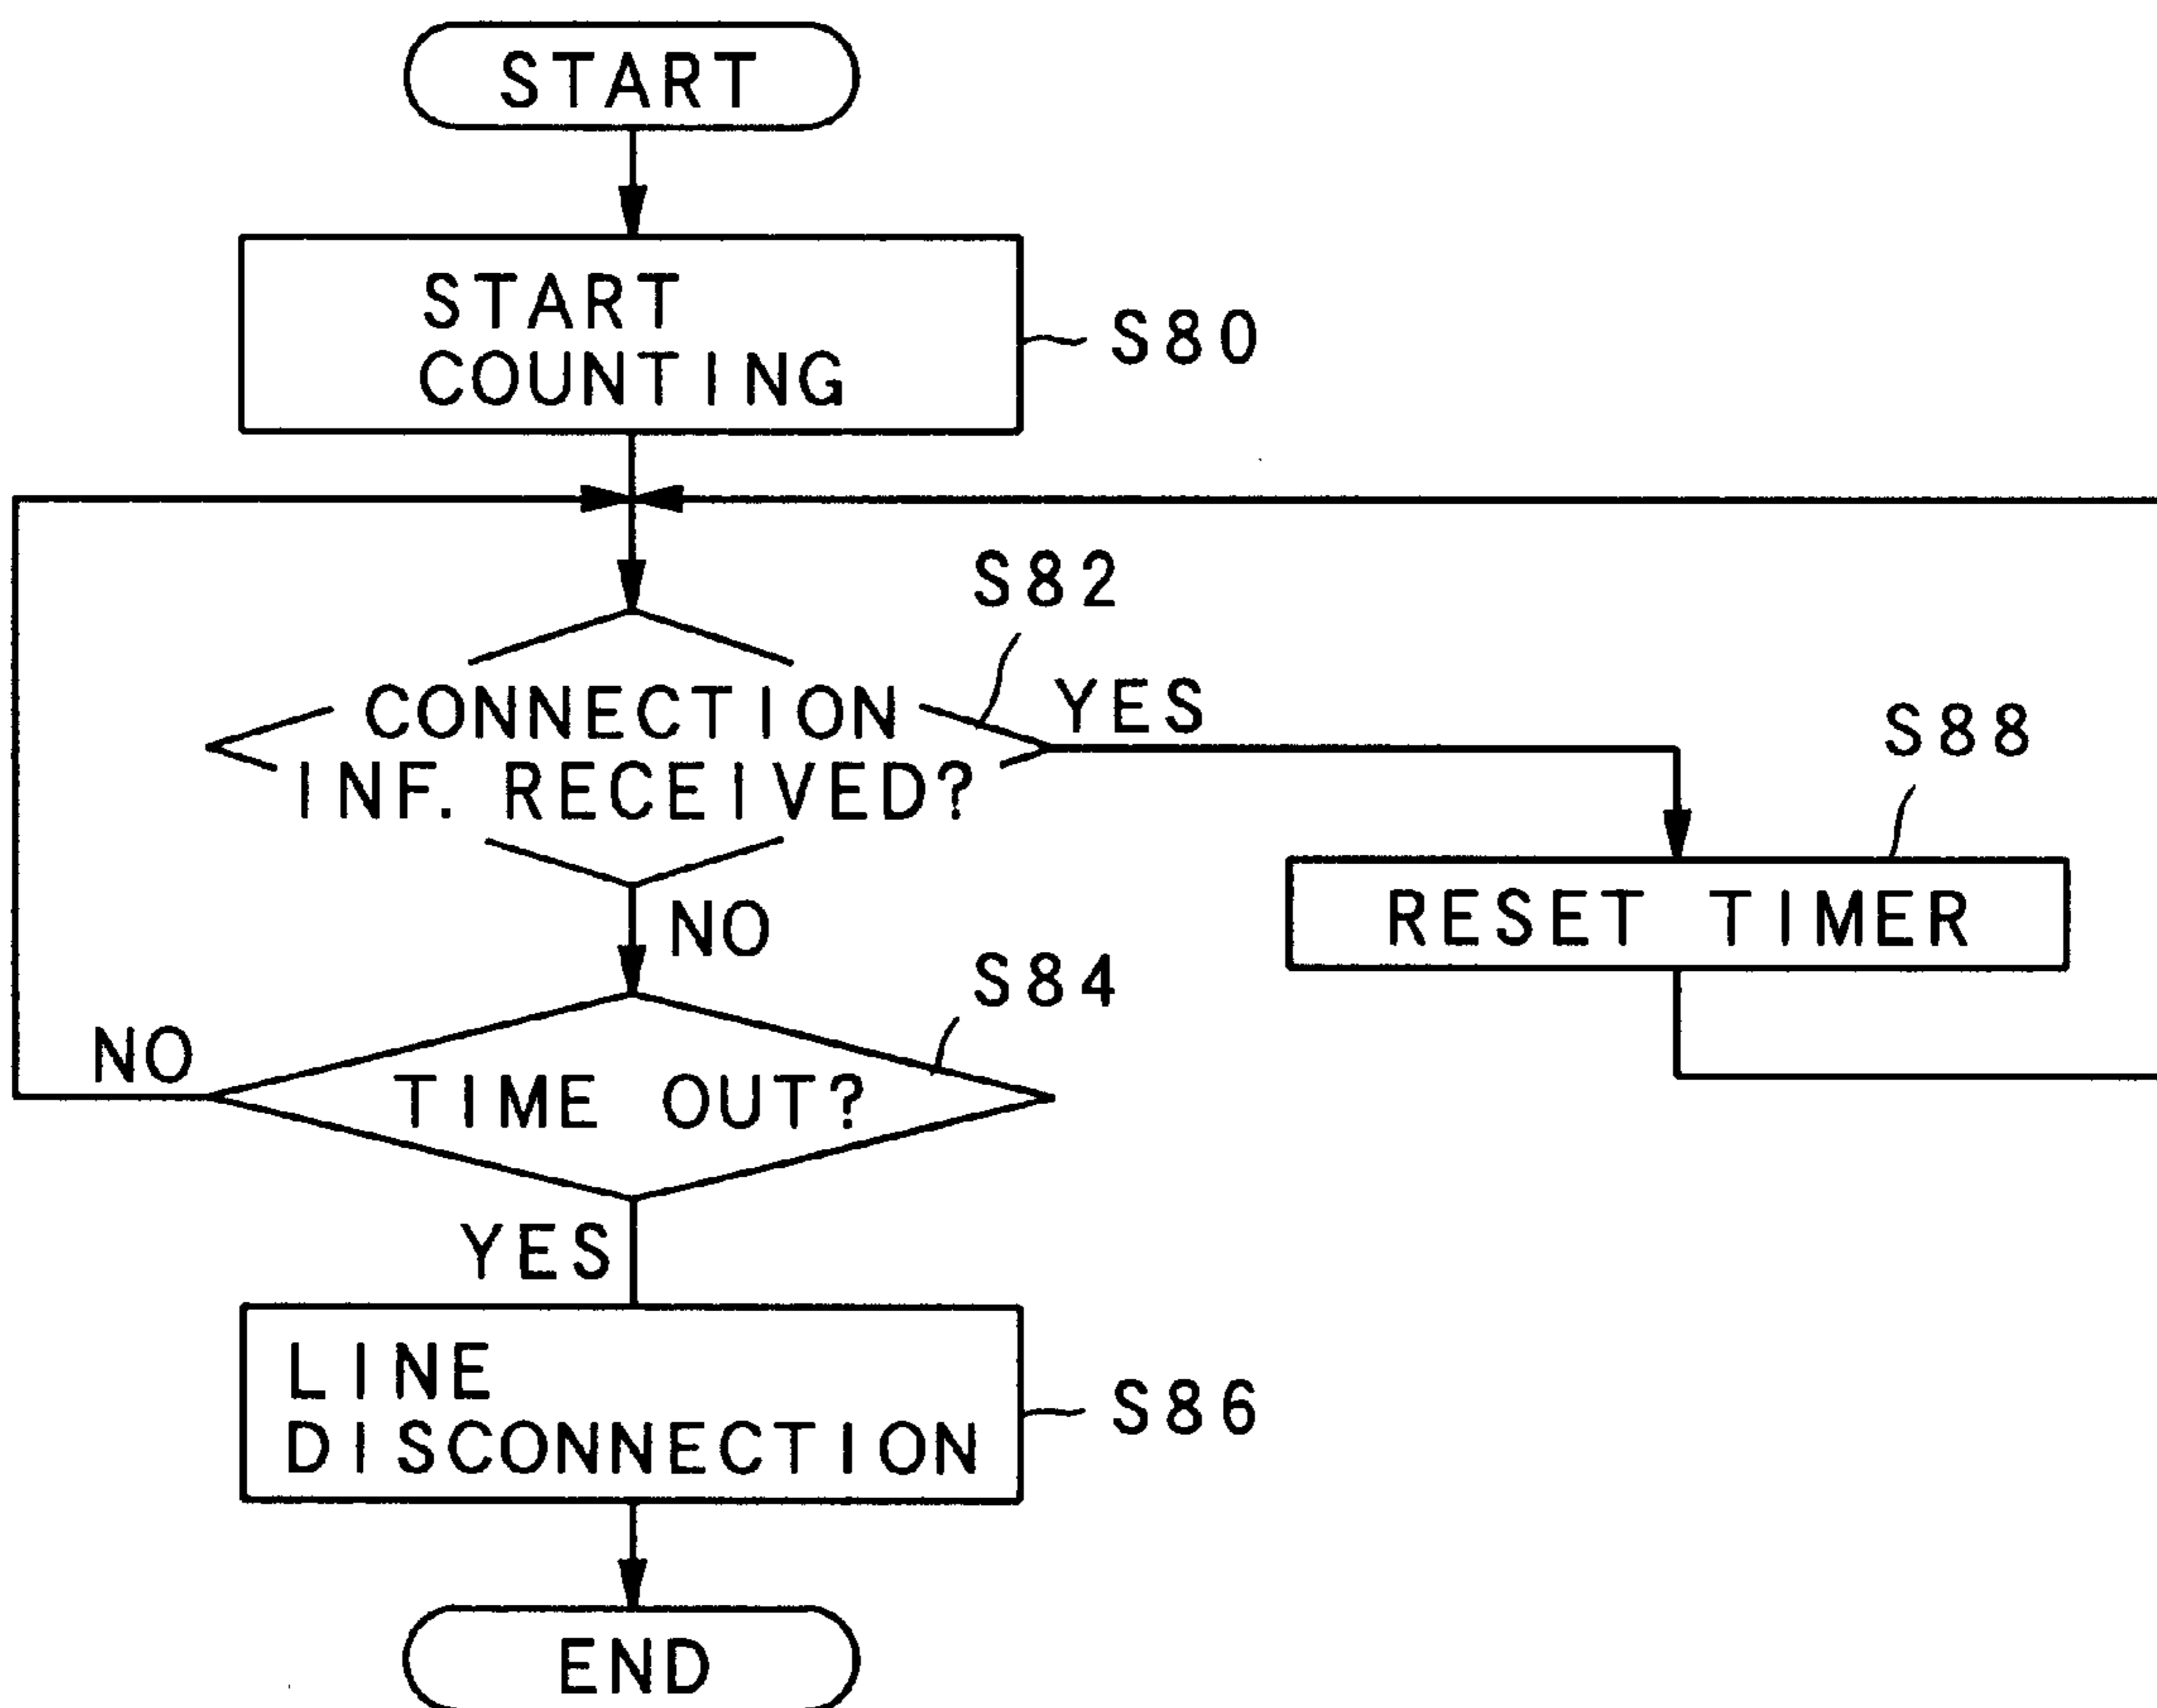 START
START
COUNTING
S80
S82
CONNECTION
INF. RECEIVED?
YES
S88
RESET TIMER
NO
S84
NO
TIME OUT?
YES
LINE
DISCONNECTION
S86
END